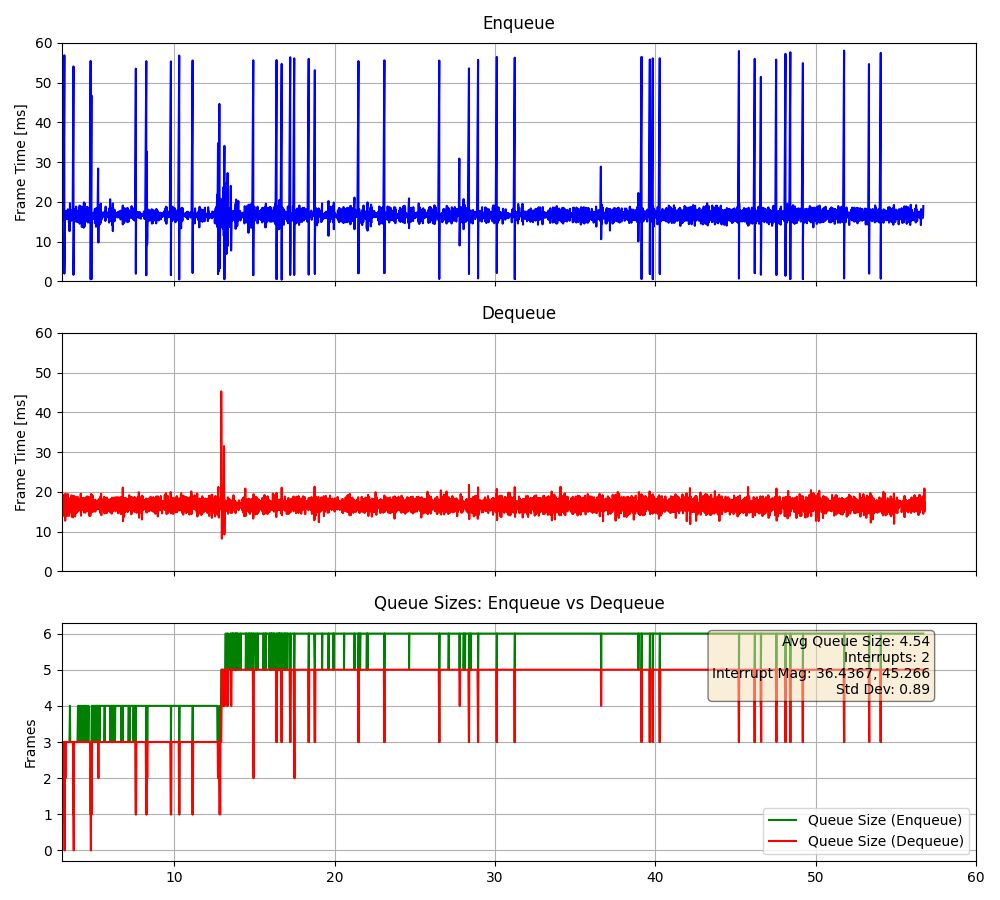 Enqueue
60
50
40
30
20
10
0
Frame Time [ms]
Dequeue
60
50
40
30
20
10
0
Frame Time [ms]
Queue Sizes: Enqueue vs Dequeue
6
5
4
3
2
1
0
Frames
Avg Queue Size: 4.54
Interrupts: 2
Interrupt Mag: 36.4367, 45.266
Std Dev: 0.89
Queue Size (Enqueue)
Queue Size (Dequeue)
10 20 30 40 50 60